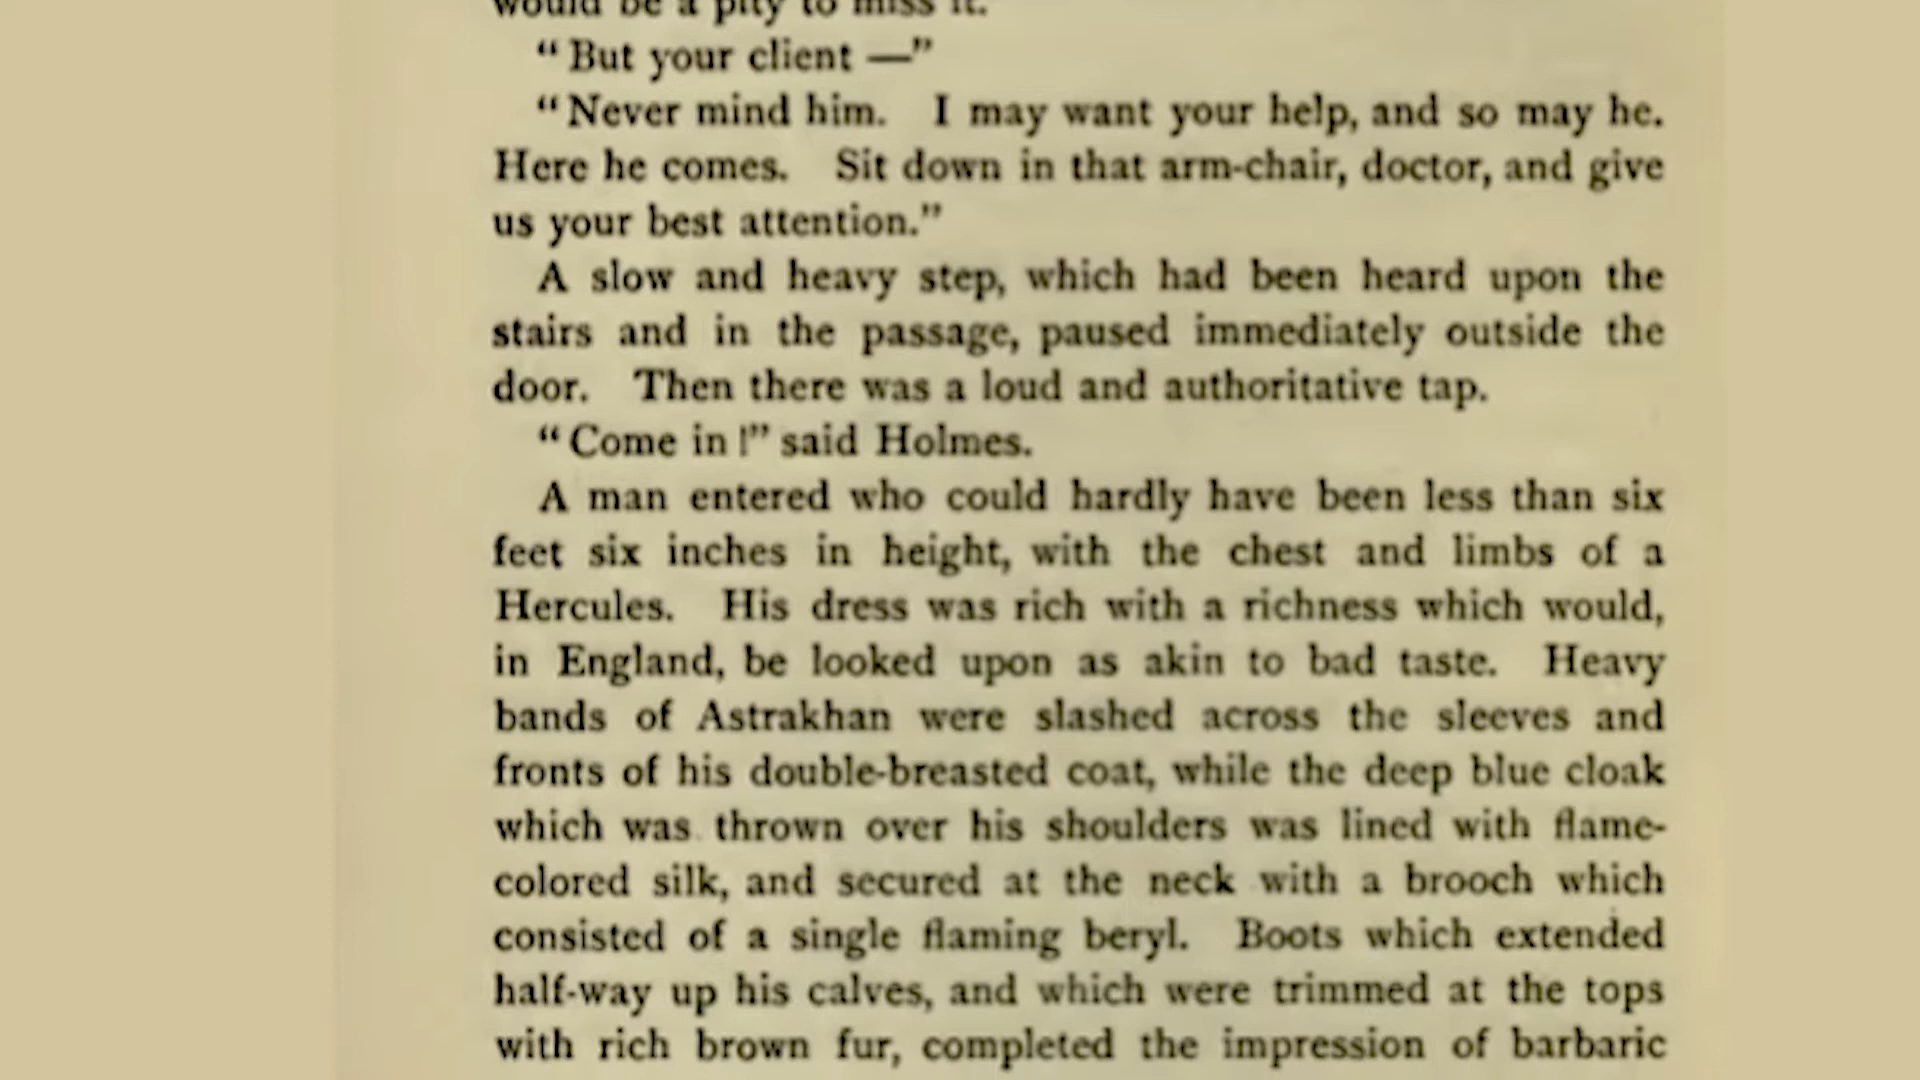 would be a pity to miss it."
“ But your client —”
“ Never mind him. I may want your help, and so may he.
Here he comes. Sit down in that arm-chair, doctor, and give
us your best attention.”
A slow and heavy step, which had been heard upon the
stairs and in the passage, paused immediately outside the
door. Then there was a loud and authoritative tap.
“ Come in !” said Holmes.
A man entered who could hardly have been less than six
feet six inches in height, with the chest and limbs of a
Hercules. His dress was rich with a richness which would,
in England, be looked upon as akin to bad taste. Heavy
bands of Astrakhan were slashed across the sleeves and
fronts of his double-breasted coat, while the deep blue cloak
which was thrown over his shoulders was lined with flame-
colored silk, and secured at the neck with a brooch which
consisted of a single flaming beryl. Boots which extended
half-way up his calves, and which were trimmed at the tops
with rich brown fur, completed the impression of barbaric